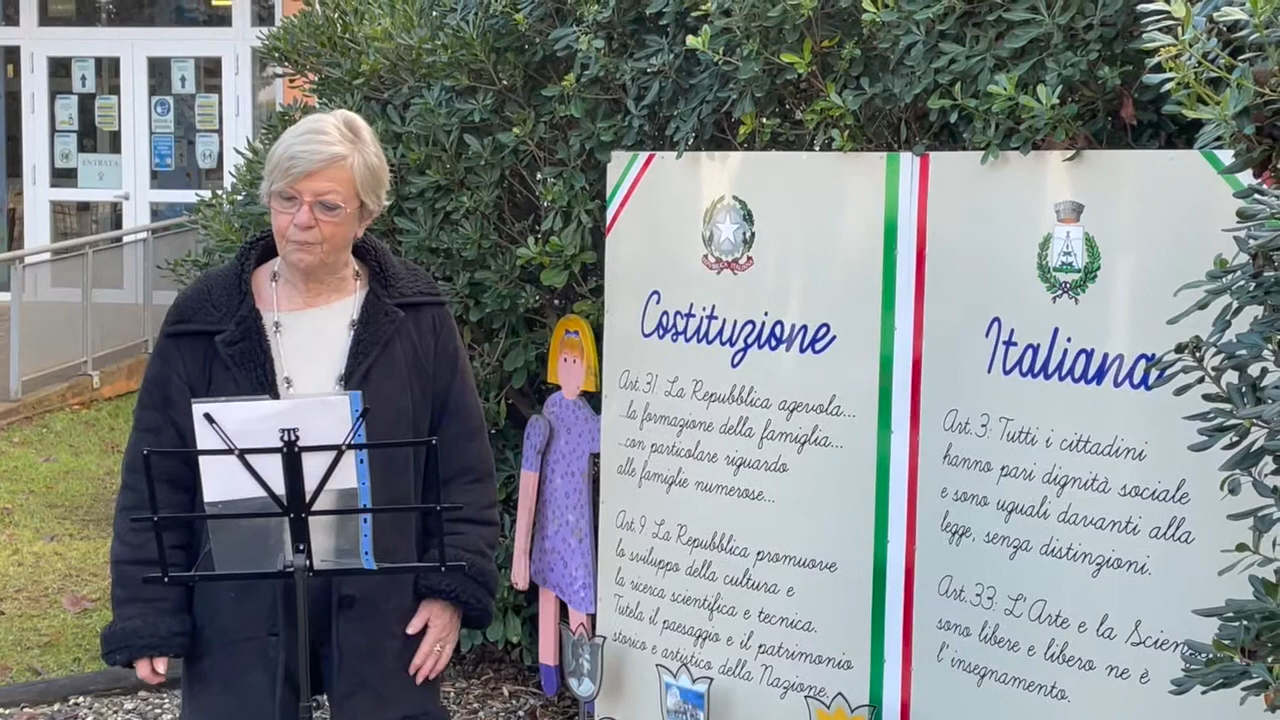 ENTRATA
REPVBBLICA ITALIANA
Costituzione
Art. 31: La Repubbblica agevola...
...la formazione della famiglia...
...con particolare riguardo
alle famiglie numerose...
Art. 9: La Repubblica promuove
lo sviluppo della cultura e
la ricerca scientifica e tecnica.
Tutela il paesaggio e il patrimonio
storico e artistico della Nazione.
Italiana
Art. 3: Tutti i cittadini
hanno pari dignità sociale
e sono uguali davanti alla
legge, senza distinzioni.
Art. 33: L'Arte e la
sono libere e libero ne è
l'insegnamento.